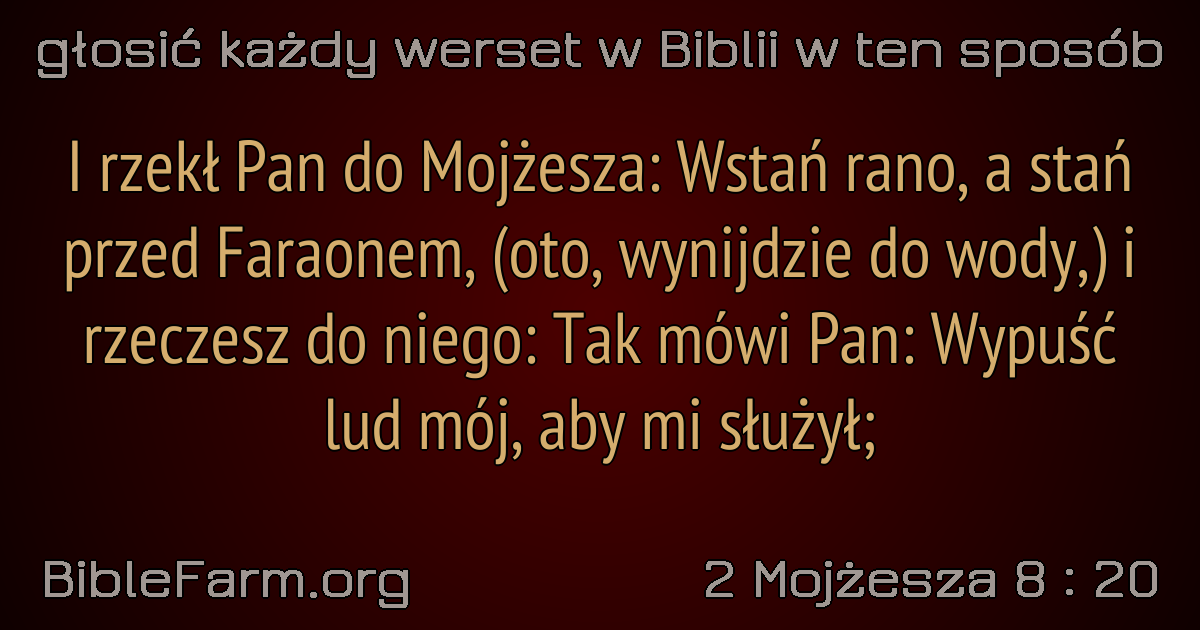 głosić każdy werset w Biblii w ten sposób
I rzekł Pan do Mojżesza: Wstań rano, a stań
przed Faraonem, (oto, wynijdzie do wody,) i
rzeczesz do niego: Tak mówi Pan: Wypuść
lud mój, aby mi służył;
BibleFarm.org
2 Mojżesza 8 : 20